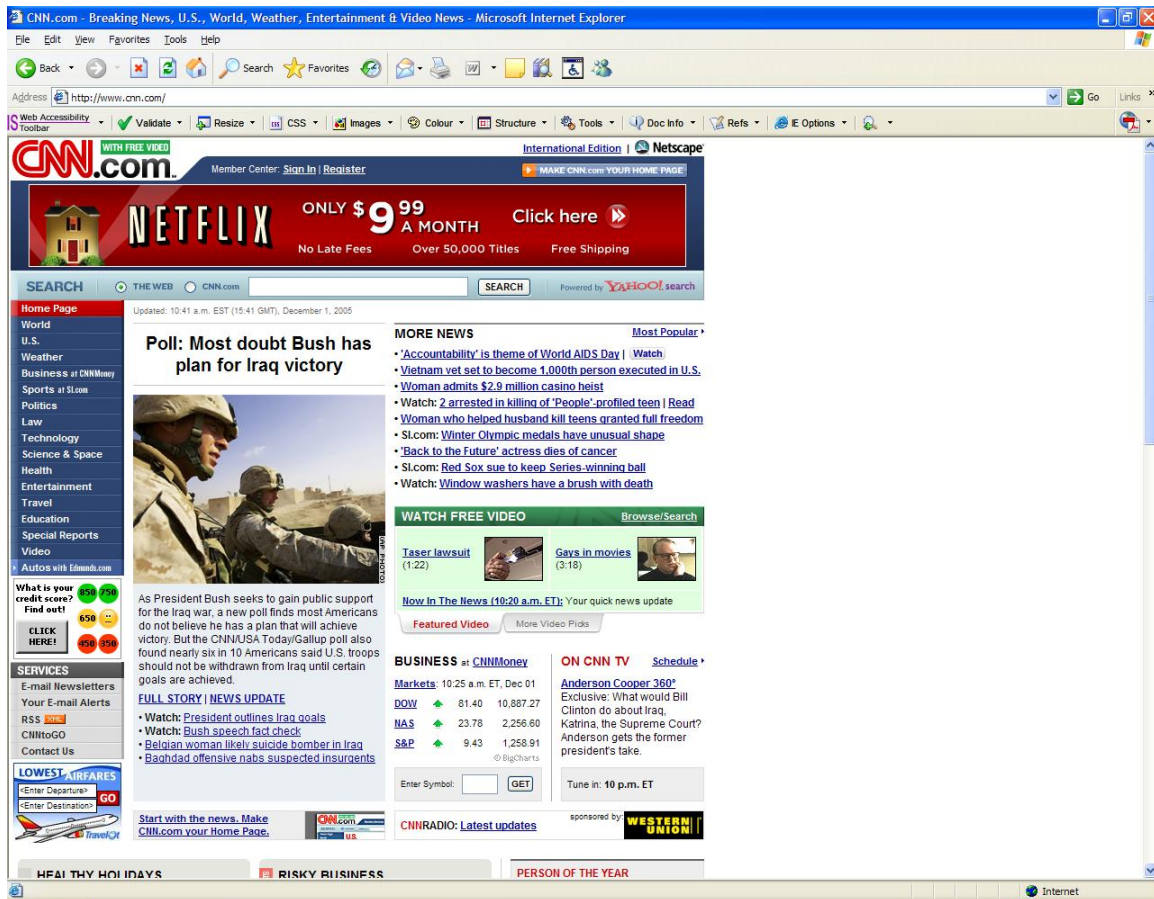 CNN.com - Breaking News, U.S., World, Weather, Entertainment & Video News - Microsoft Internet Explorer
File Edit View Favorites Tools Help
Back Search Favorites
Address http://www.cnn.com/ Go Links
Web Accessibility Toolbar Validate Resize CSS Images Colour Structure Tools Doc Info Refs IE Options
CNN.com WITH FREE VIDEO
International Edition | Netscape
Member Center: Sign In | Register
MAKE CNN.com YOUR HOME PAGE
NETFLIX ONLY $9.99 A MONTH Click here
No Late Fees Over 50,000 Titles Free Shipping
SEARCH THE WEB CNN.com SEARCH Powered by YAHOO! search
Home Page
World
U.S.
Weather
Business at CNNMoney
Sports at SI.com
Politics
Law
Technology
Science & Space
Health
Entertainment
Travel
Education
Special Reports
Video
Autos with Edmunds.com
What is your
credit score?
Find out!
CLICK
HERE!
850 750
650
450 350
SERVICES
E-mail Newsletters
Your E-mail Alerts
RSS XML
CNNtoGO
Contact Us
LOWEST AIRFARES
<Enter Departure>
<Enter Destination>
GO
Updated: 10:41 a.m. EST (15:41 GMT), December 1, 2005
Poll: Most doubt Bush has
plan for Iraq victory
(AP PHOTO)
As President Bush seeks to gain public support
for the Iraq war, a new poll finds most Americans
do not believe he has a plan that will achieve
victory. But the CNN/USA Today/Gallup poll also
found nearly six in 10 Americans said U.S. troops
should not be withdrawn from Iraq until certain
goals are achieved.
FULL STORY | NEWS UPDATE
• Watch: President outlines Iraq goals
• Watch: Bush speech fact check
• Belgian woman likely suicide bomber in Iraq
• Baghdad offensive nabs suspected insurgents
Start with the news. Make
CNN.com your Home Page.
MORE NEWS Most Popular
• 'Accountability' is theme of World AIDS Day | Watch
• Vietnam vet set to become 1,000th person executed in U.S.
• Woman admits $2.9 million casino heist
• Watch: 2 arrested in killing of 'People'-profiled teen | Read
• Woman who helped husband kill teens granted full freedom
• SI.com: Winter Olympic medals have unusual shape
• 'Back to the Future' actress dies of cancer
• SI.com: Red Sox sue to keep Series-winning ball
• Watch: Window washers have a brush with death
WATCH FREE VIDEO Browse/Search
Taser lawsuit
(1:22)
Gays in movies
(3:18)
Now In The News (10:20 a.m. ET): Your quick news update
Featured Video More Video Picks
BUSINESS at CNNMoney
Markets: 10:25 a.m. ET, Dec 01
DOW 81.40 10,887.27
NAS 23.78 2,256.60
S&P 9.43 1,258.91
© BigCharts
Enter Symbol: GET
ON CNN TV Schedule
Anderson Cooper 360°
Exclusive: What would Bill
Clinton do about Iraq,
Katrina, the Supreme Court?
Anderson gets the former
president's take.
Tune in: 10 p.m. ET
CNNRADIO: Latest updates
sponsored by: WESTERN UNION
HEALTHY HOLIDAYS
RISKY BUSINESS
PERSON OF THE YEAR
Internet